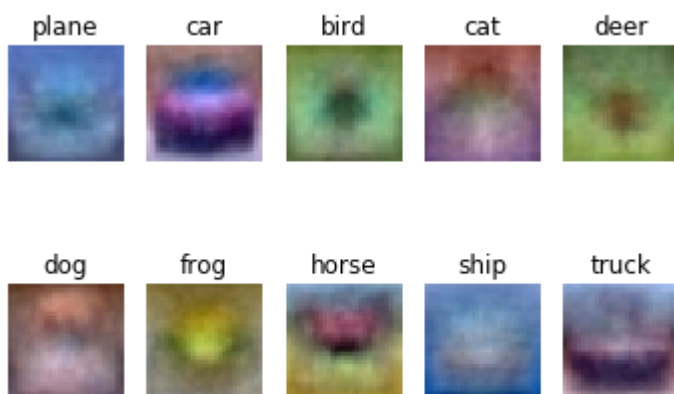 plane car bird cat deer
dog frog horse ship truck